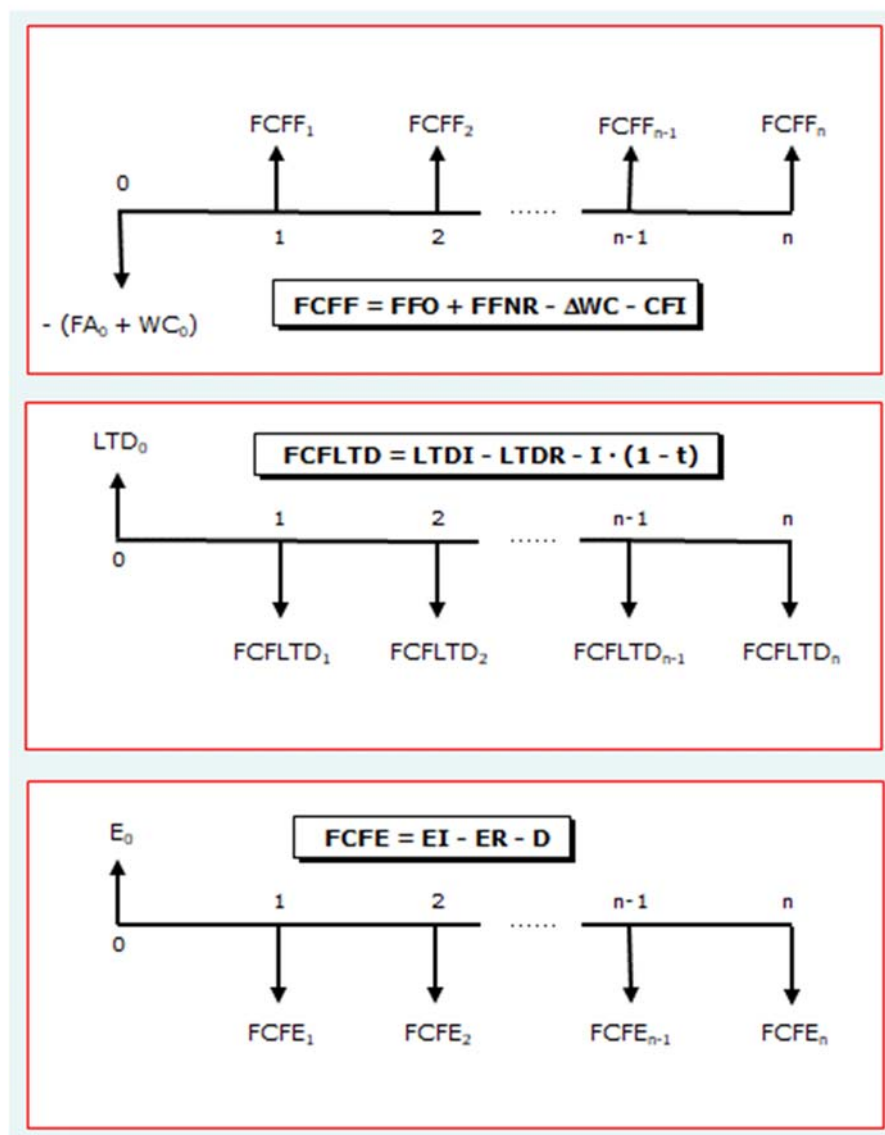 FCFF₁ FCFF₂ FCFFₙ₋₁ FCFFₙ
0
...... 
1 2 n-1 n
FCFF = FFO + FFNR - ΔWC - CFI
- (FA₀ + WC₀)
LTD₀
FCFLTD = LTDI - LTDR - I · (1 - t)
1 2 n-1 n
......
0
FCFLTD₁ FCFLTD₂ FCFLTDₙ₋₁ FCFLTDₙ
E₀
FCFE = EI - ER - D
1 2 n-1 n
......
0
FCFE₁ FCFE₂ FCFEₙ₋₁ FCFEₙ